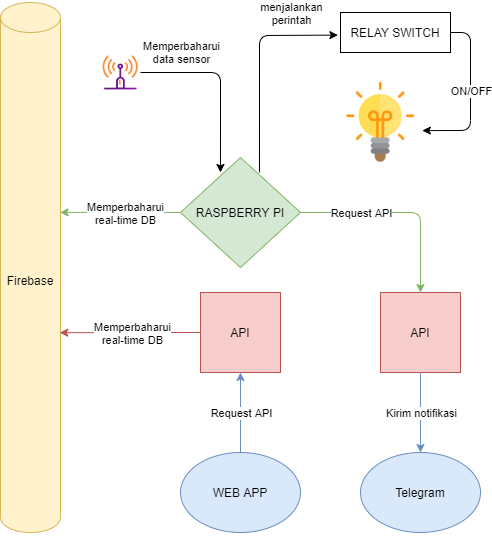 menjalankan
perintah
RELAY SWITCH
Memperbaharui
data sensor
ON/OFF
Memperbaharui
real-time DB
RASPBERRY PI
Request API
Firebase
Memperbaharui
real-time DB
API
API
Request API
Kirim notifikasi
WEB APP
Telegram